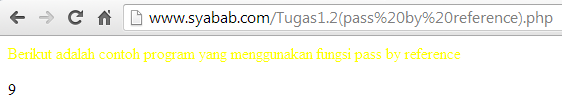 www.syabab.com/Tugas1.2(pass%20by%20reference).php
Berikut adalah contoh program yang menggunakan fungsi pass by reference
9